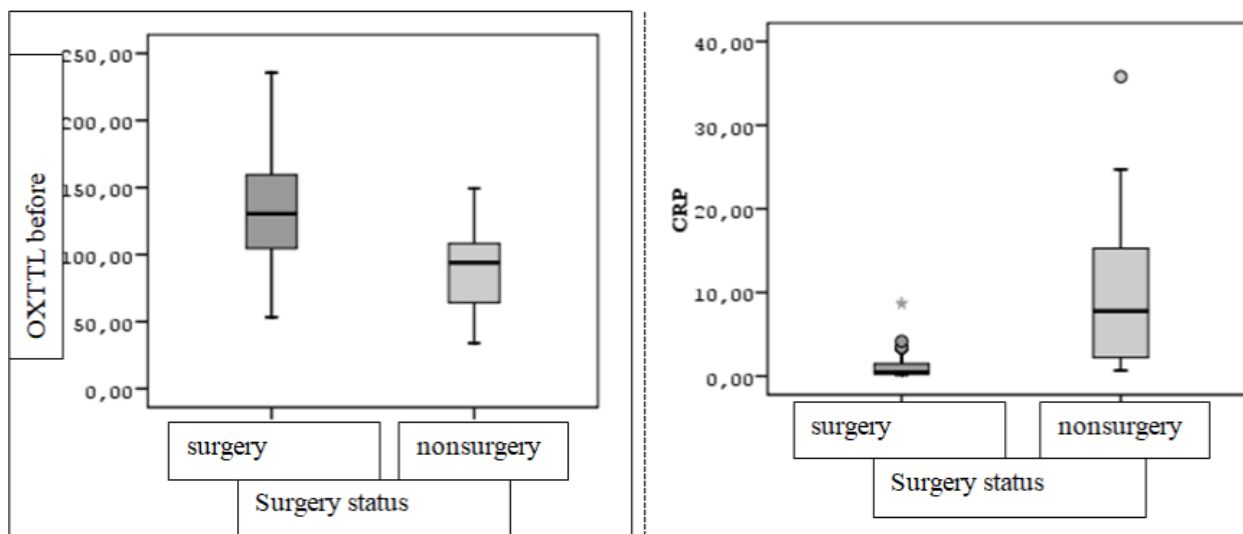 OXTTL before
250,00
200,00
150,00
100,00
50,00
0,00
surgery
nonsurgery
Surgery status
CRP
40,00
30,00
20,00
10,00
0,00
surgery
nonsurgery
Surgery status